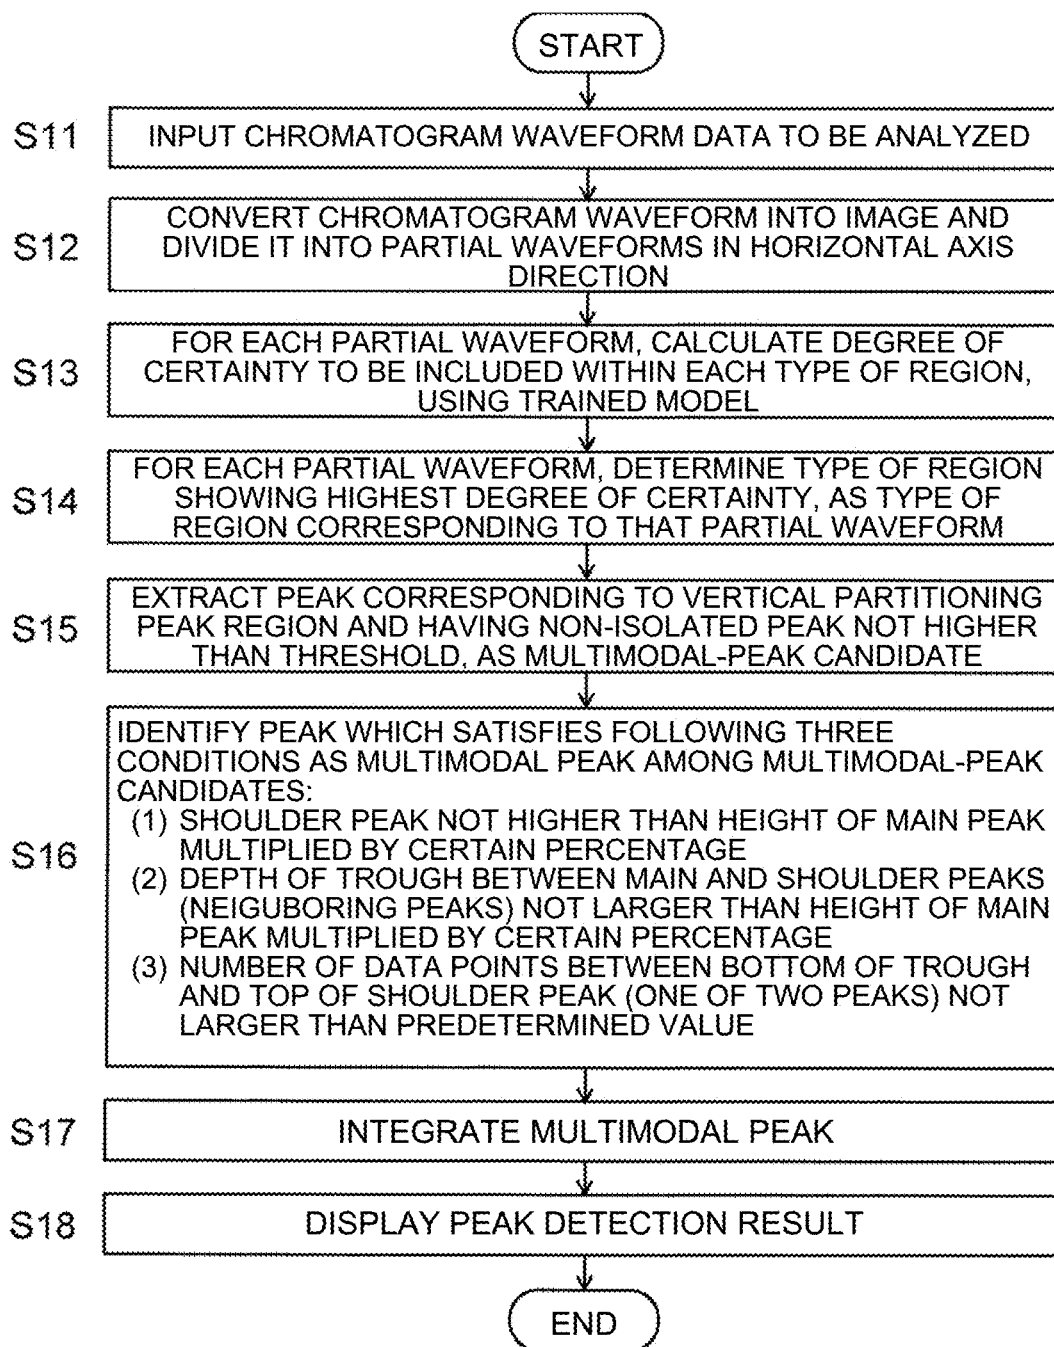 START
S11
INPUT CHROMATOGRAM WAVEFORM DATA TO BE ANALYZED
S12
CONVERT CHROMATOGRAM WAVEFORM INTO IMAGE AND
DIVIDE IT INTO PARTIAL WAVEFORMS IN HORIZONTAL AXIS
DIRECTION
S13
FOR EACH PARTIAL WAVEFORM, CALCULATE DEGREE OF
CERTAINTY TO BE INCLUDED WITHIN EACH TYPE OF REGION,
USING TRAINED MODEL
S14
FOR EACH PARTIAL WAVEFORM, DETERMINE TYPE OF REGION
SHOWING HIGHEST DEGREE OF CERTAINTY, AS TYPE OF
REGION CORRESPONDING TO THAT PARTIAL WAVEFORM
S15
EXTRACT PEAK CORRESPONDING TO VERTICAL PARTITIONING
PEAK REGION AND HAVING NON-ISOLATED PEAK NOT HIGHER
THAN THRESHOLD, AS MULTIMODAL-PEAK CANDIDATE
S16
IDENTIFY PEAK WHICH SATISFIES FOLLOWING THREE
CONDITIONS AS MULTIMODAL PEAK AMONG MULTIMODAL-PEAK
CANDIDATES:
(1) SHOULDER PEAK NOT HIGHER THAN HEIGHT OF MAIN PEAK
MULTIPLIED BY CERTAIN PERCENTAGE
(2) DEPTH OF TROUGH BETWEEN MAIN AND SHOULDER PEAKS
(NEIGUBORING PEAKS) NOT LARGER THAN HEIGHT OF MAIN
PEAK MULTIPLIED BY CERTAIN PERCENTAGE
(3) NUMBER OF DATA POINTS BETWEEN BOTTOM OF TROUGH
AND TOP OF SHOULDER PEAK (ONE OF TWO PEAKS) NOT
LARGER THAN PREDETERMINED VALUE
S17
INTEGRATE MULTIMODAL PEAK
S18
DISPLAY PEAK DETECTION RESULT
END